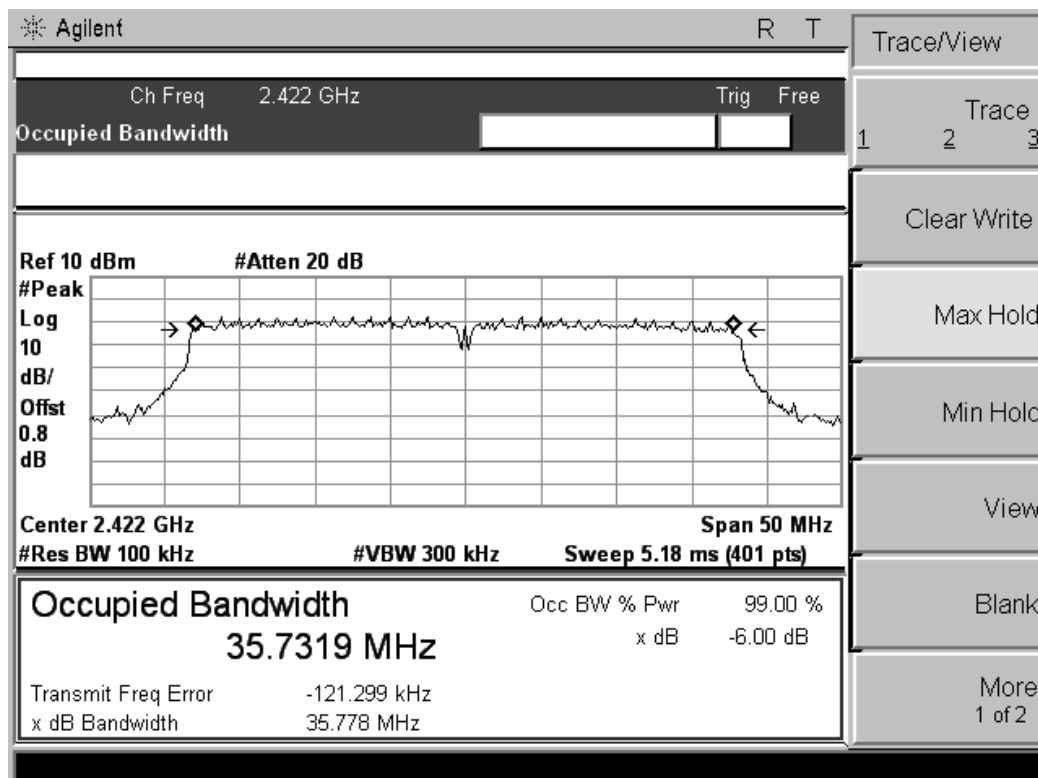 Agilent R T
Trace/View
Ch Freq 2.422 GHz Trig Free
Occupied Bandwidth
Trace
1 2 3
Clear Write
Ref 10 dBm #Atten 20 dB
#Peak
Log
10
dB/
Offst
0.8
dB
Max Hold
Min Hold
Center 2.422 GHz Span 50 MHz
#Res BW 100 kHz #VBW 300 kHz Sweep 5.18 ms (401 pts)
View
Occupied Bandwidth Occ BW % Pwr 99.00 %
35.7319 MHz x dB -6.00 dB
Transmit Freq Error -121.299 kHz
x dB Bandwidth 35.778 MHz
Blank
More
1 of 2